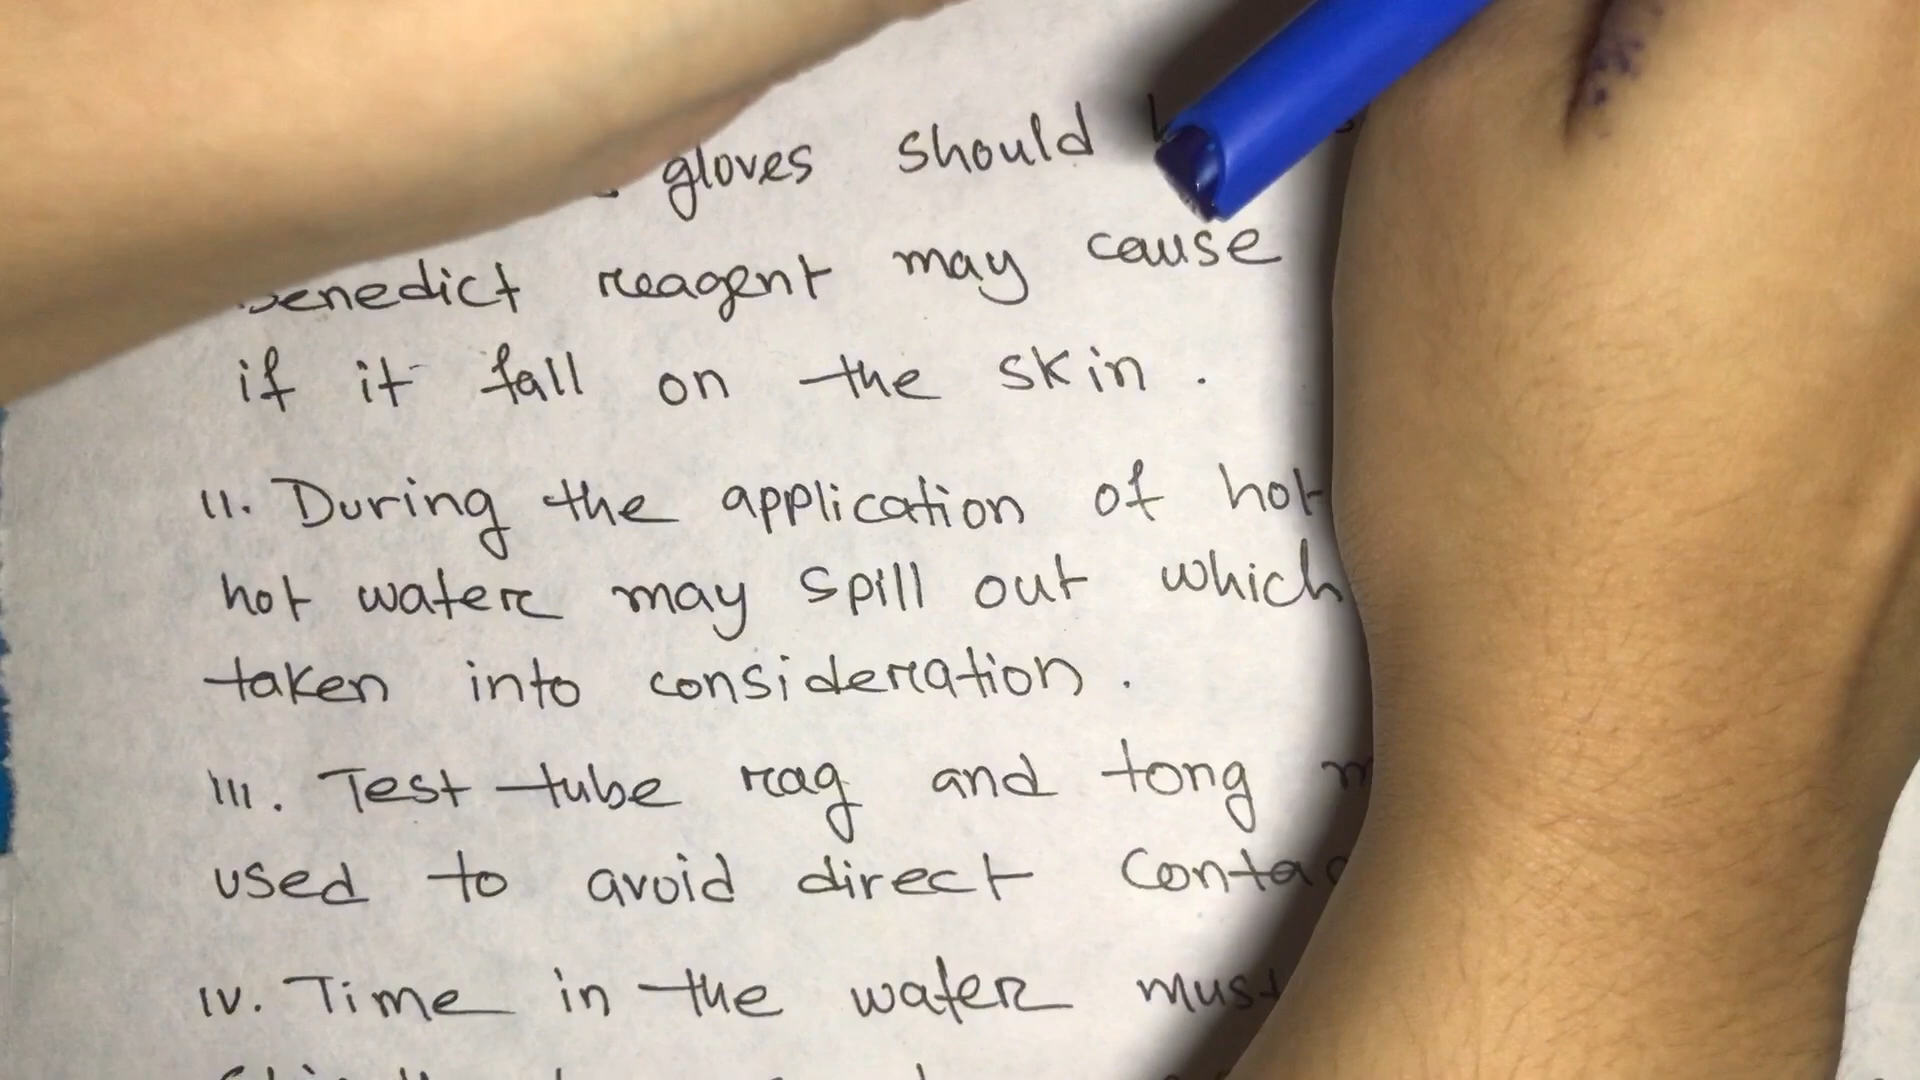 gloves should
Benedict reagent may cause
if it fall on the skin.
II. During the application of hot
hot water may spill out which
taken into consideration.
III. Test tube rag and tong
used to avoid direct
IV. Time in the water must